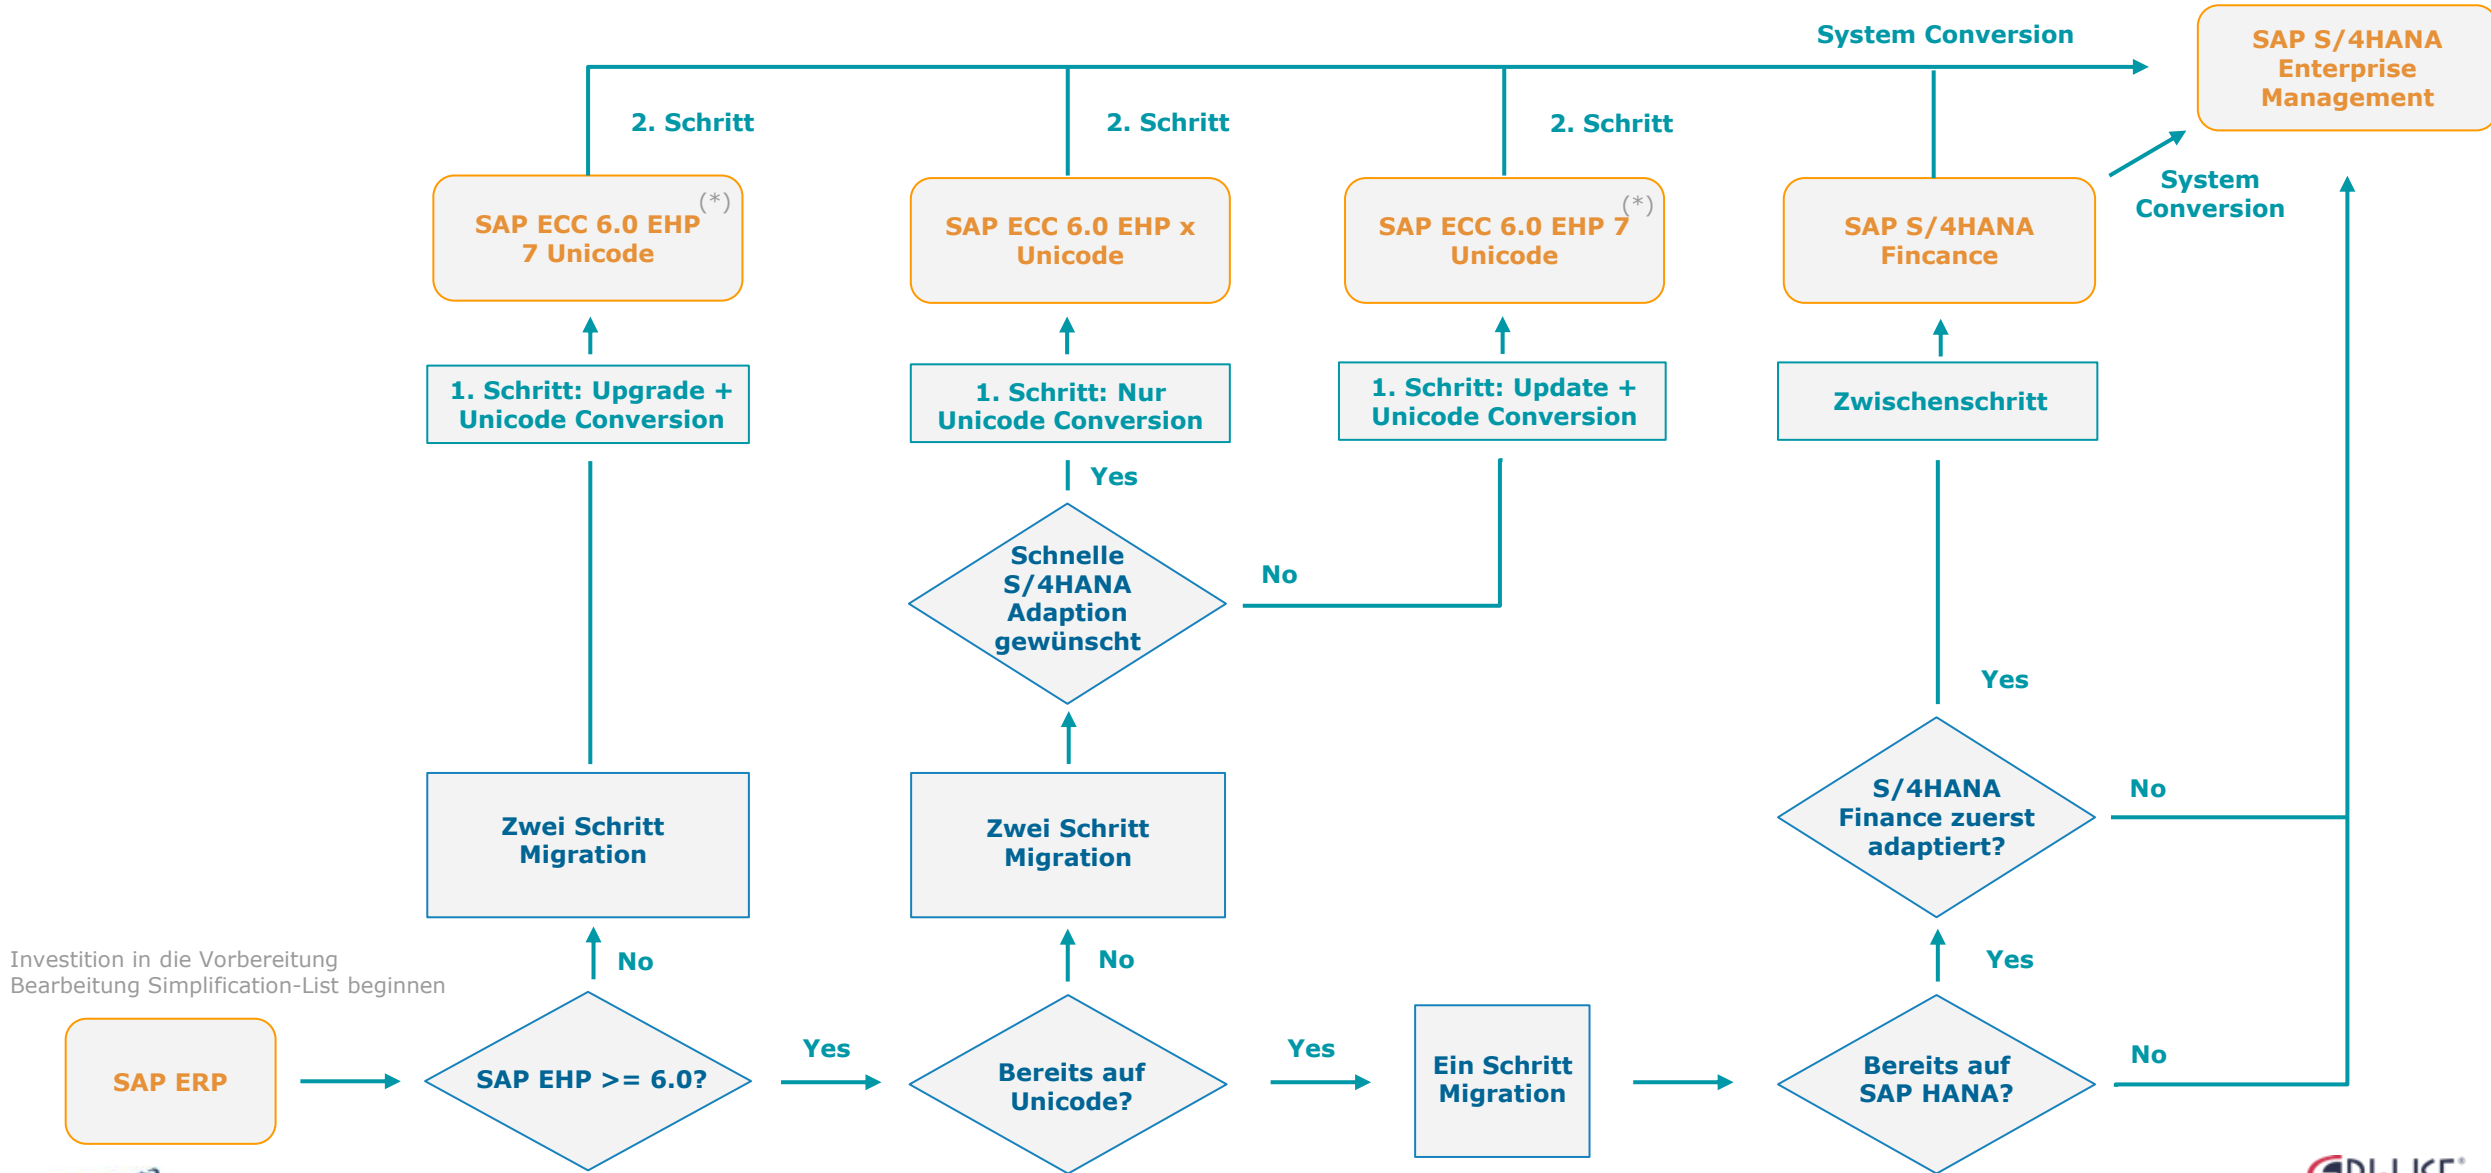 System Conversion
SAP S/4HANA
Enterprise
Management
2. Schritt
2. Schritt
2. Schritt
System
Conversion
SAP ECC 6.0 EHP
7 Unicode
(*)
SAP ECC 6.0 EHP x
Unicode
SAP ECC 6.0 EHP 7
Unicode
(*)
SAP S/4HANA
Fincance
1. Schritt: Upgrade +
Unicode Conversion
1. Schritt: Nur
Unicode Conversion
1. Schritt: Update +
Unicode Conversion
Zwischenschritt
Yes
Schnelle
S/4HANA
Adaption
gewünscht
No
Yes
Zwei Schritt
Migration
Zwei Schritt
Migration
S/4HANA
Finance zuerst
adaptiert?
No
Investition in die Vorbereitung
Bearbeitung Simplification-List beginnen
No
No
Yes
SAP ERP
SAP EHP >= 6.0?
Yes
Bereits auf
Unicode?
Yes
Ein Schritt
Migration
Bereits auf
SAP HANA?
No